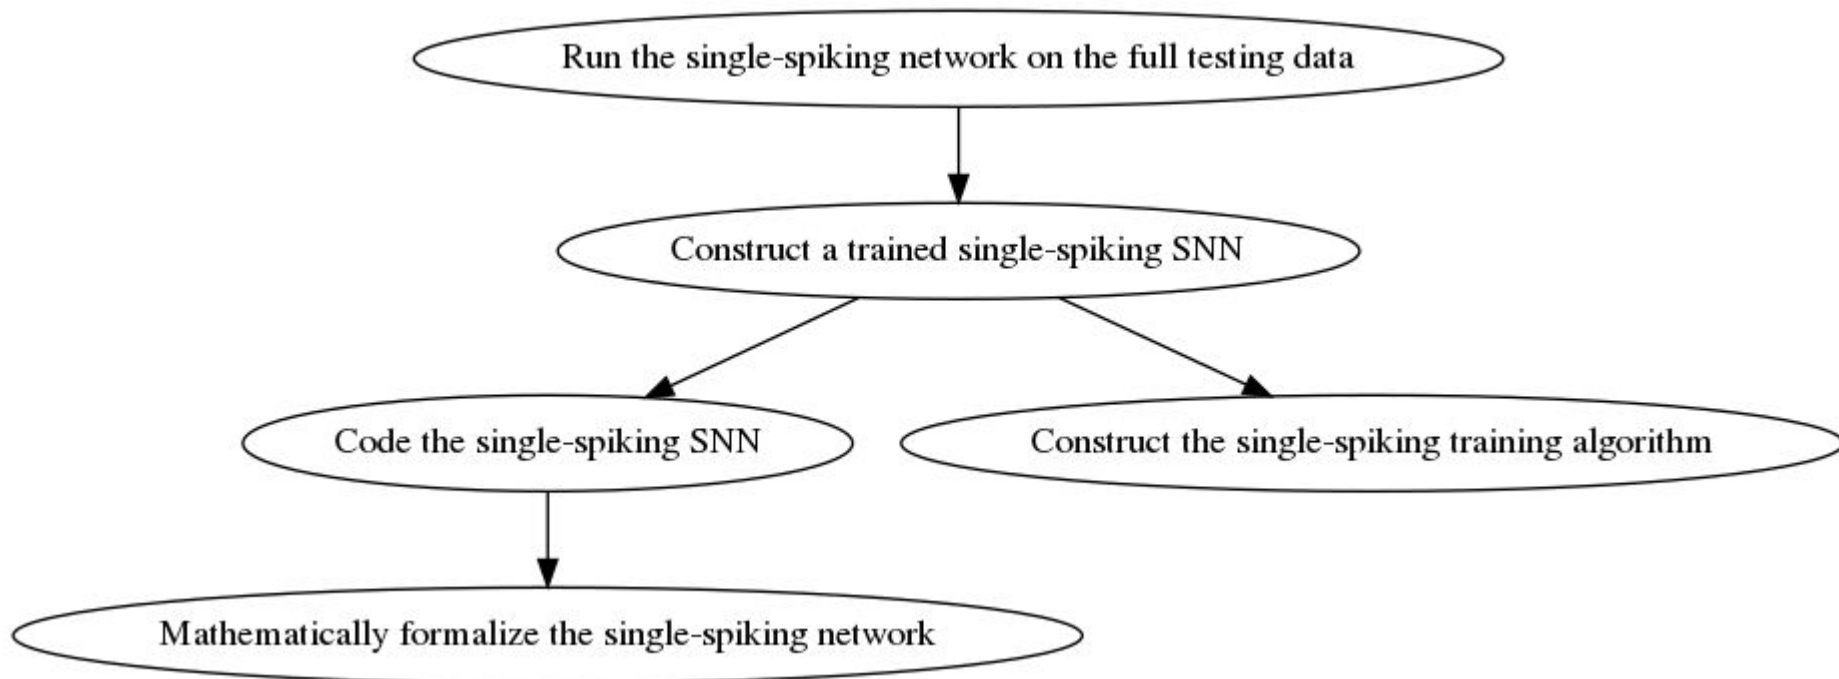 Run the single-spiking network on the full testing data
Construct a trained single-spiking SNN
Code the single-spiking SNN
Construct the single-spiking training algorithm
Mathematically formalize the single-spiking network